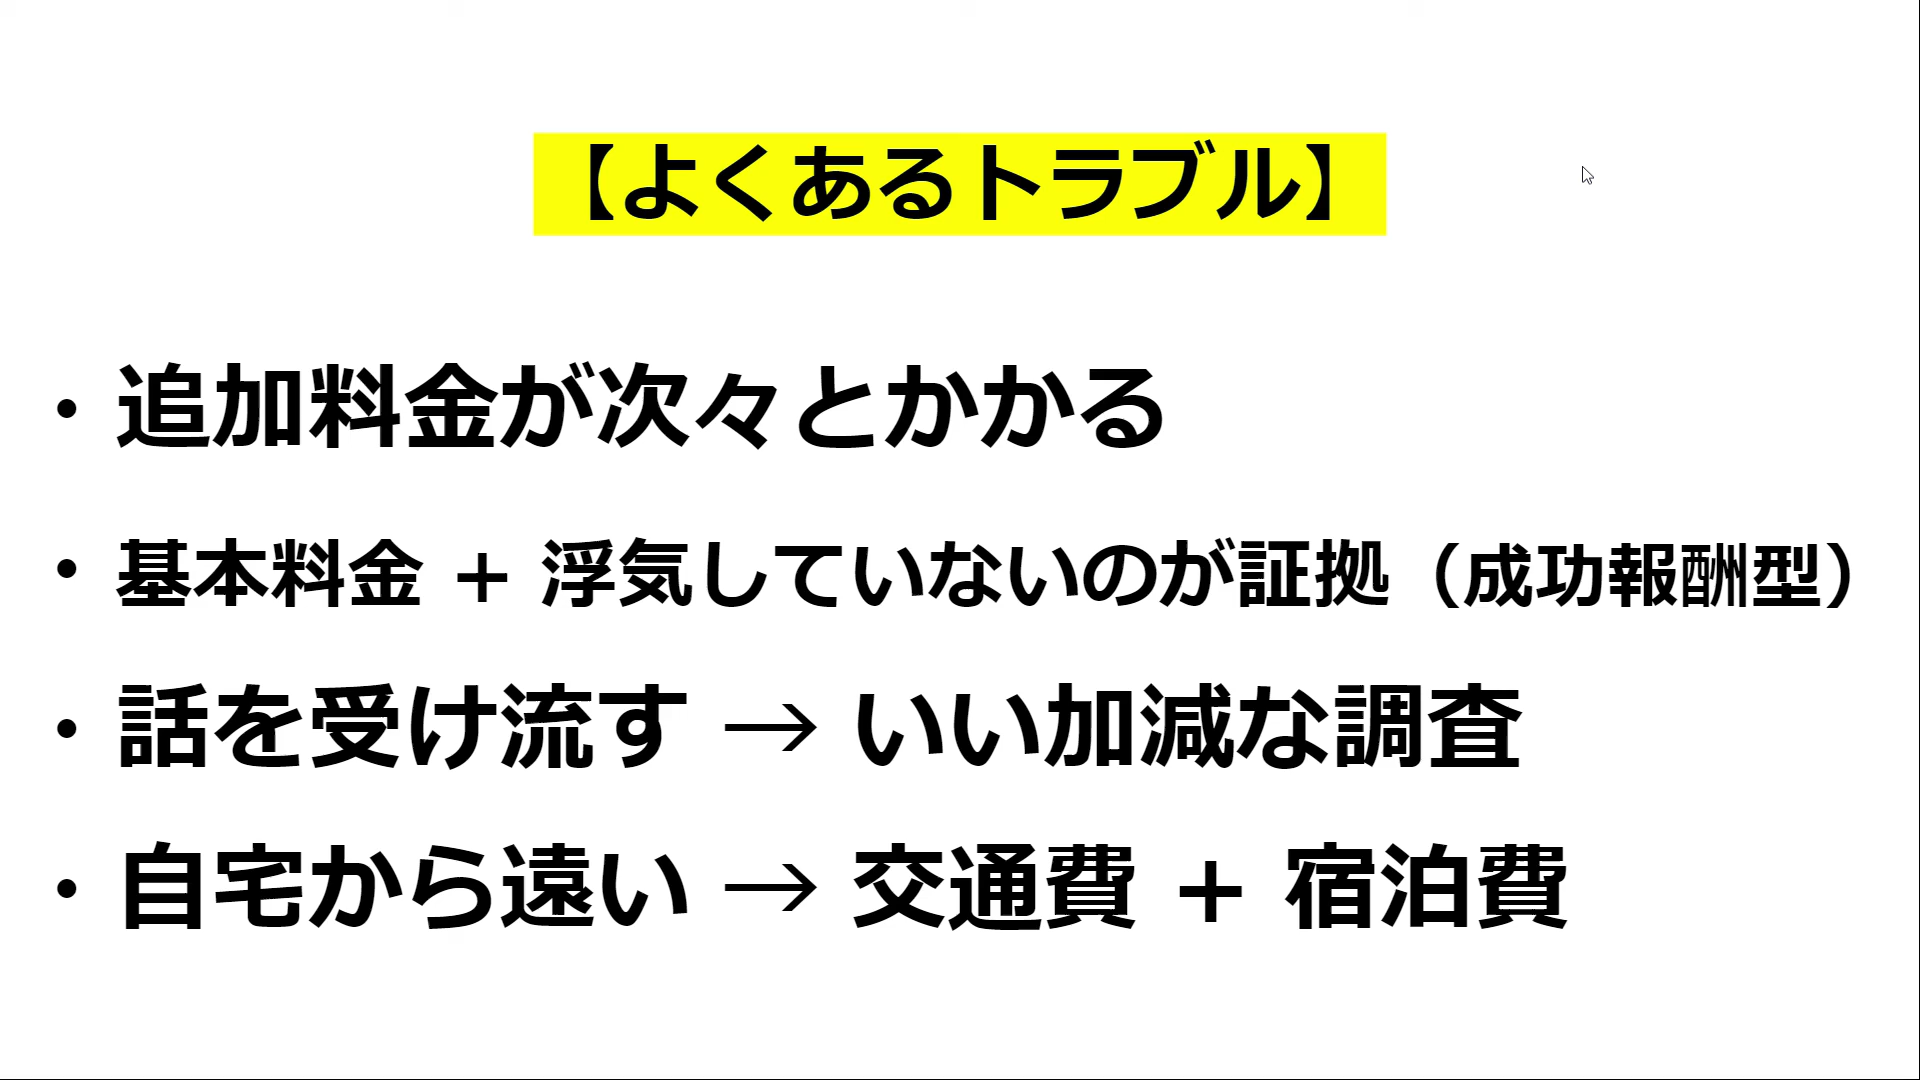 【よくあるトラブル】
・追加料金が次々とかかる
・基本料金 + 浮気していないのが証拠（成功報酬型）
・話を受け流す → いい加減な調査
・自宅から遠い → 交通費 + 宿泊費